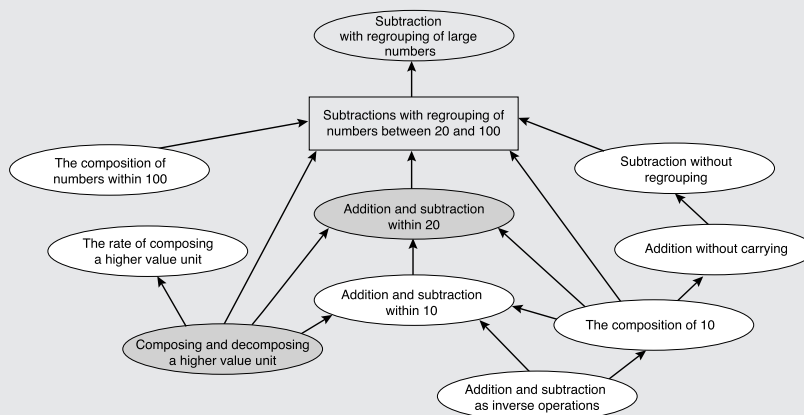 Subtraction
with regrouping of large
numbers
Subtractions with regrouping of
numbers between 20 and 100
The composition of
numbers within 100
Subtraction without
regrouping
Addition and subtraction
within 20
The rate of composing
a higher value unit
Addition without carrying
Addition and subtraction
within 10
The composition of 10
Composing and decomposing
a higher value unit
Addition and subtraction
as inverse operations